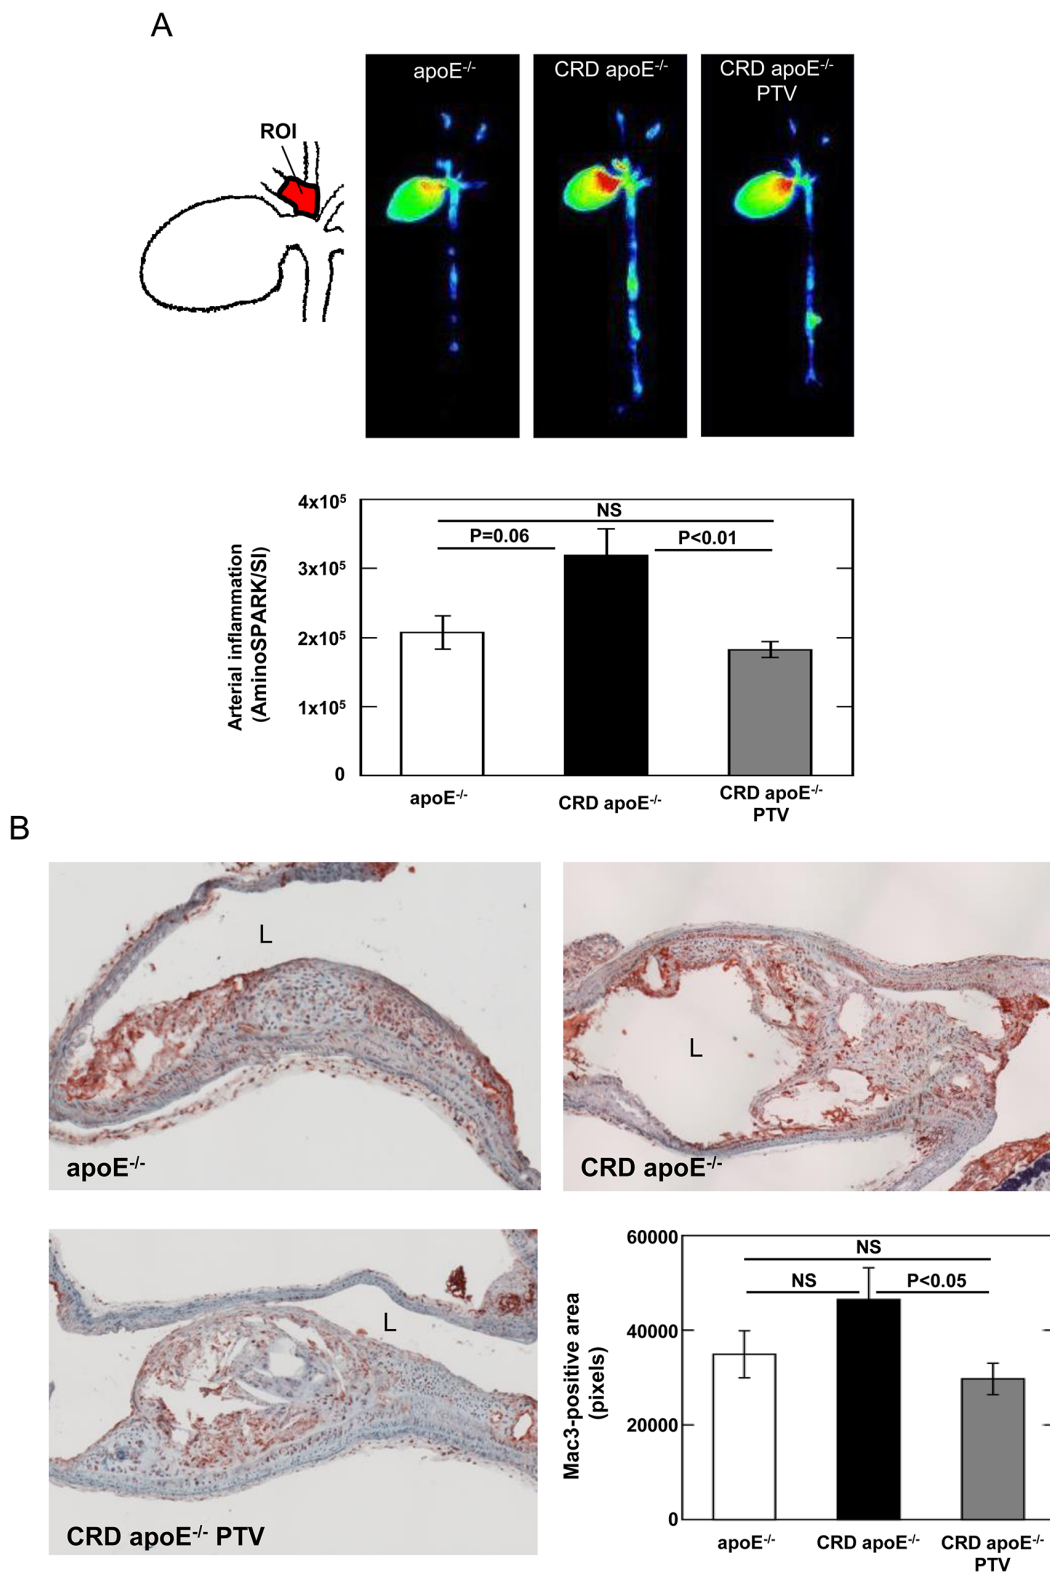 A
apoE-/-
CRD apoE-/-
CRD apoE-/-
PTV
ROI
4x10⁵
3x10⁵
2x10⁵
1x10⁵
0
Arterial inflammation
(AminoSPARK/SI)
NS
P=0.06
P<0.01
apoE-/-
CRD apoE-/-
CRD apoE-/-
PTV
B
L
apoE-/-
L
CRD apoE-/-
L
CRD apoE-/- PTV
60000
40000
20000
0
Mac3-positive area
(pixels)
NS
NS
P<0.05
apoE-/-
CRD apoE-/-
CRD apoE-/-
PTV